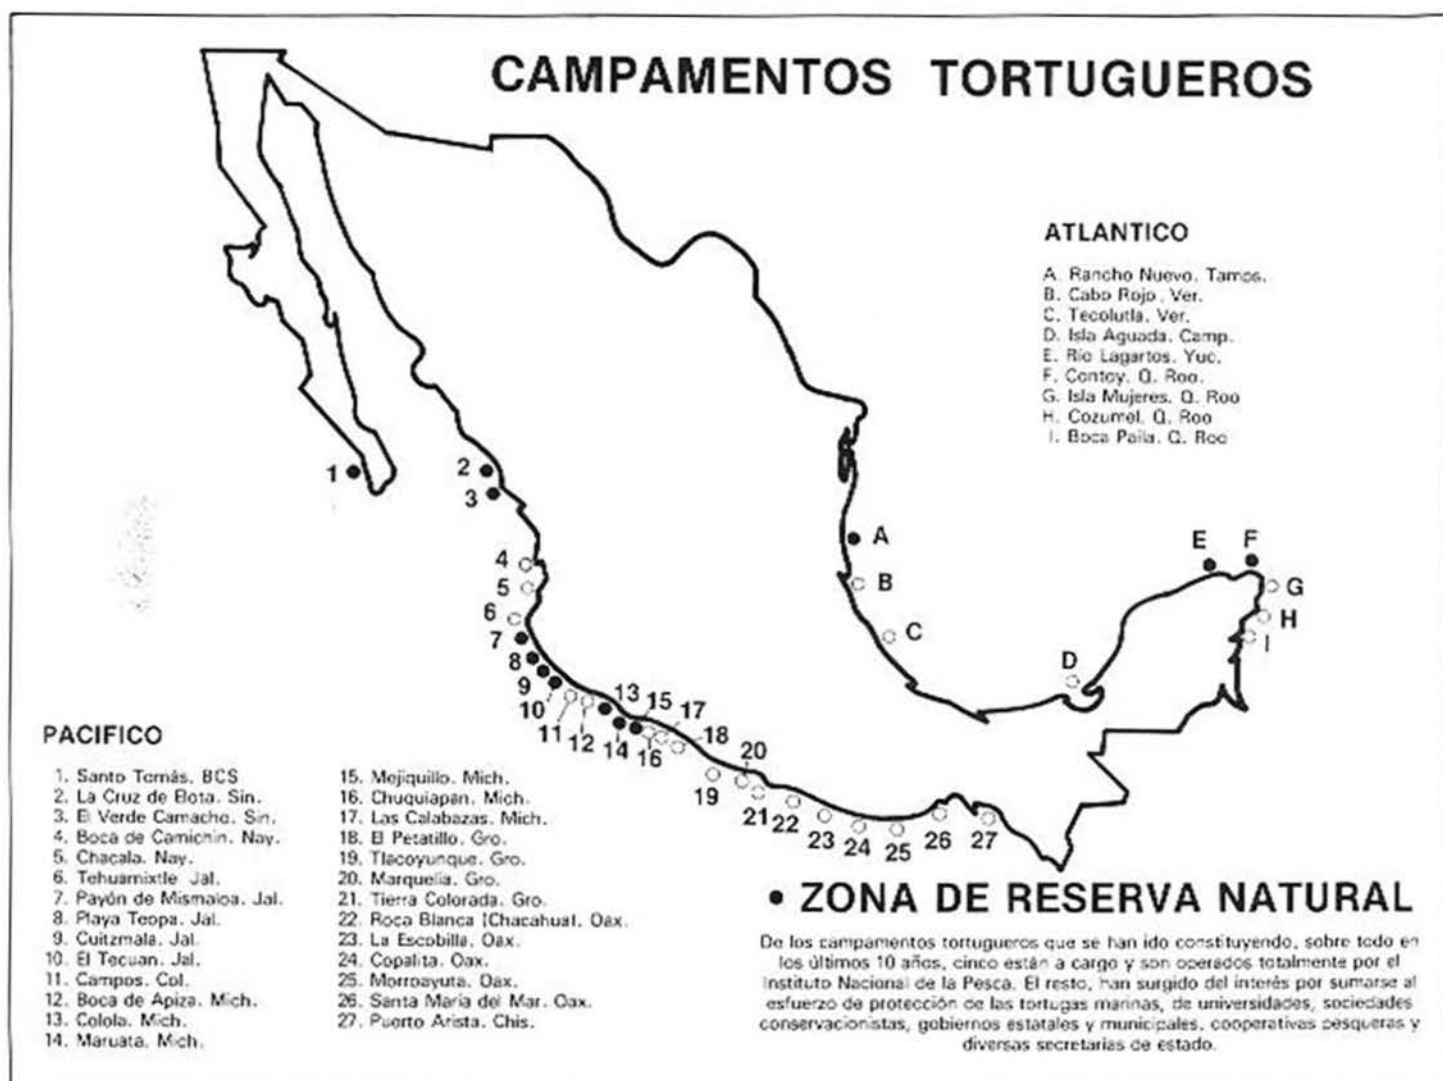 CAMPAMENTOS TORTUGUEROS
ATLANTICO
A. Rancho Nuevo. Tamps.
B. Cabo Rojo. Ver.
C. Tecolutla. Ver.
D. Isla Aguada. Camp.
E. Río Lagartos. Yuc.
F. Contoy. Q. Roo.
G. Isla Mujeres. Q. Roo
H. Cozumel. Q. Roo
I. Boca Paila. Q. Roo
1
2
3
4
5
6
7
8
9
10
11
12
13
14
15
16
17
18
19
20
21
22
23
24
25
26
27
A
B
C
D
E
F
G
H
I
PACIFICO
1. Santo Tomás. BCS
2. La Cruz de Elota. Sin.
3. El Verde Camacho. Sin.
4. Boca de Camichín. Nay.
5. Chacala. Nay.
6. Tehuamixtle Jal.
7. Payón de Mismaloa. Jal.
8. Playa Teopa. Jal.
9. Cuitzmala. Jal.
10. El Tecuan. Jal.
11. Campos. Col.
12. Boca de Apiza. Mich.
13. Colola. Mich.
14. Maruata. Mich.
15. Mejiquillo. Mich.
16. Chuquiapan. Mich.
17. Las Calabazas. Mich.
18. El Petatillo. Gro.
19. Tlacoyunque. Gro.
20. Marquelia. Gro.
21. Tierra Colorada. Gro.
22. Roca Blanca (Chacahua). Oax.
23. La Escobilla. Oax.
24. Copalita. Oax.
25. Morroayuta. Oax.
26. Santa María del Mar. Oax.
27. Puerto Arista. Chis.
• ZONA DE RESERVA NATURAL
De los campamentos tortugueros que se han ido constituyendo, sobre todo en
los últimos 10 años, cinco están a cargo y son operados totalmente por el
Instituto Nacional de la Pesca. El resto, han surgido del interés por sumarse al
esfuerzo de protección de las tortugas marinas, de universidades, sociedades
conservacionistas, gobiernos estatales y municipales, cooperativas pesqueras y
diversas secretarías de estado.